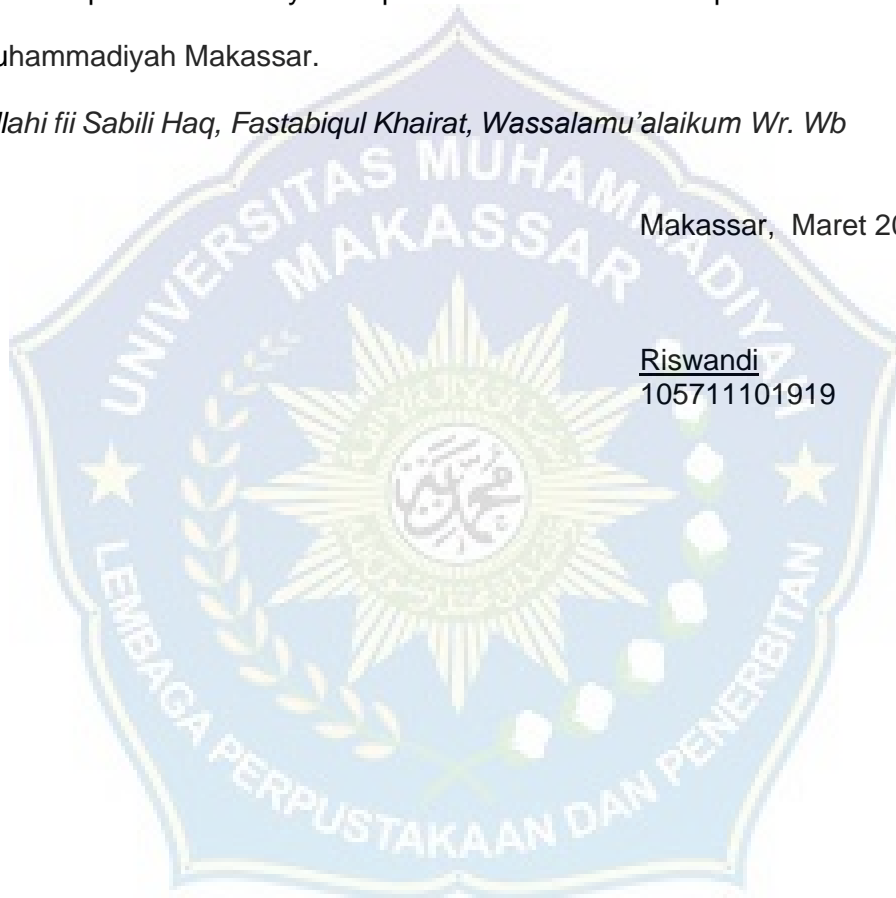 uhammadiyah Makassar.
llahi fii Sabili Haq, Fastabiqul Khairat, Wassalamu'alaikum Wr. Wb
Makassar, Maret 20
Riswandi
105711101919
UNIVERSITAS MUHAMMADIYAH
MAKASSAR
LEMBAGA PERPUSTAKAAN DAN PENERBITAN